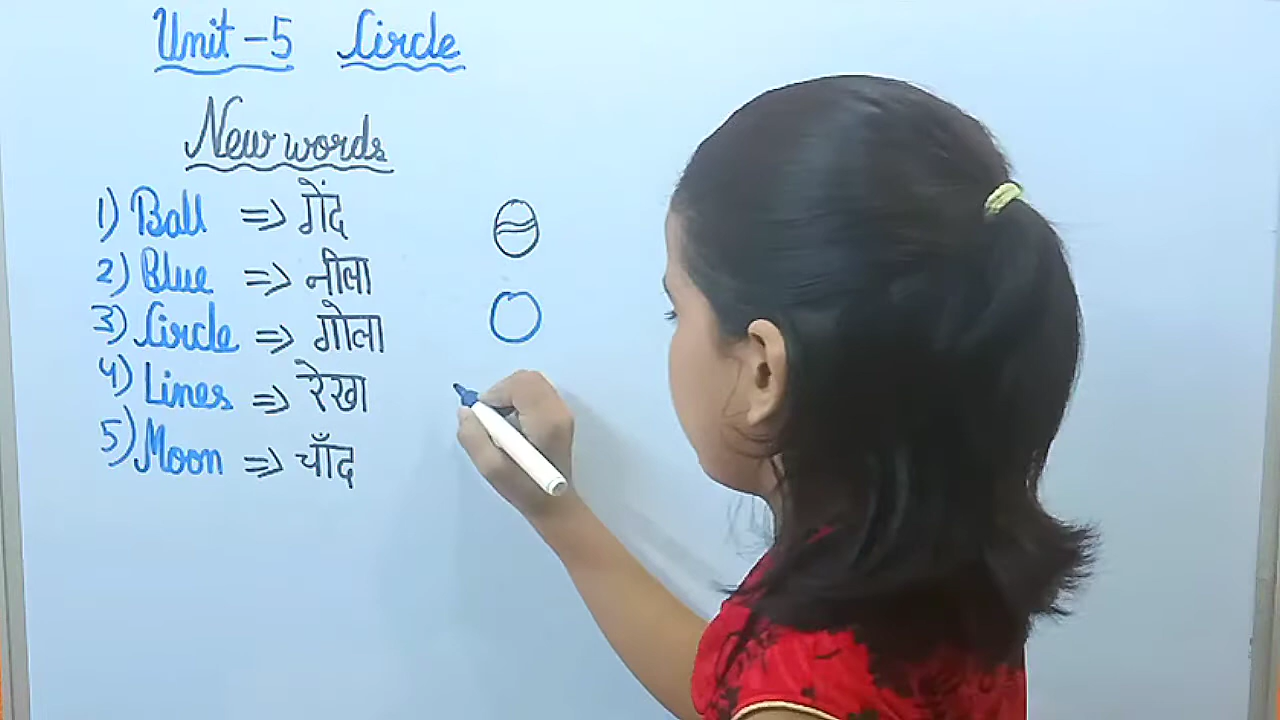 Unit-5 Circle
New words
1) Ball => गेंद
2) Blue => नीला
3) Circle => गोला
4) Lines => रेखा
5) Moon => चाँद